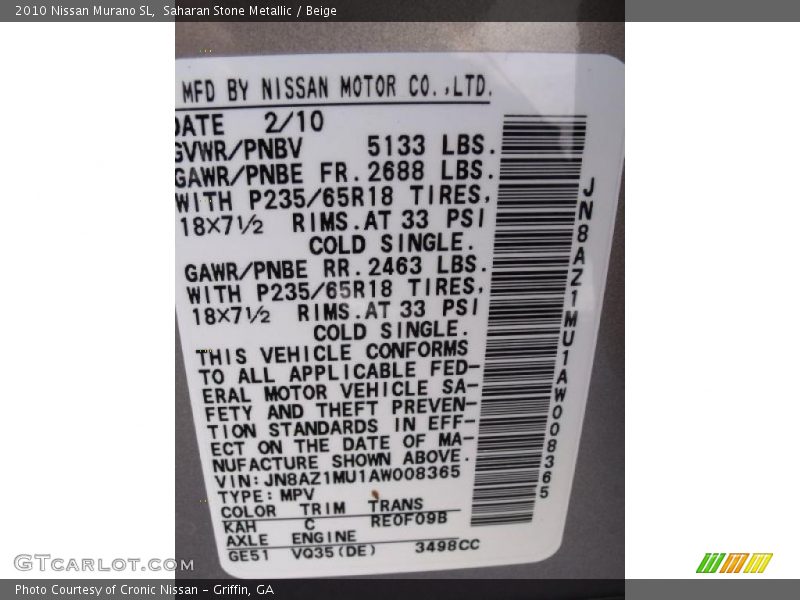 2010 Nissan Murano SL, Saharan Stone Metallic / Beige
MFD BY NISSAN MOTOR CO.,LTD.
DATE 2/10
GVWR/PNBV 5133 LBS.
GAWR/PNBE FR. 2688 LBS.
WITH P235/65R18 TIRES,
18X7½ RIMS. AT 33 PSI
COLD SINGLE.
GAWR/PNBE RR. 2463 LBS.
WITH P235/65R18 TIRES,
18X7½ RIMS. AT 33 PSI
COLD SINGLE.
THIS VEHICLE CONFORMS
TO ALL APPLICABLE FED-
ERAL MOTOR VEHICLE SA-
FETY AND THEFT PREVEN-
TION STANDARDS IN EFF-
ECT ON THE DATE OF MA-
NUFACTURE SHOWN ABOVE.
VIN: JN8AZ1MU1AW008365
TYPE: MPV
COLOR TRIM TRANS
KAH C RE0F09B
AXLE ENGINE
GE51 VQ35(DE) 3498CC
JN8AZ1MU1AW008365
GTcarlot.com
Photo Courtesy of Cronic Nissan - Griffin, GA